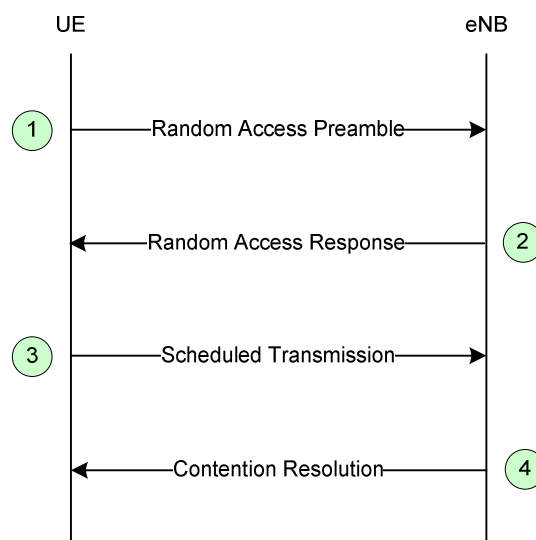 UE
eNB
1
Random Access Preamble
Random Access Response
2
3
Scheduled Transmission
Contention Resolution
4